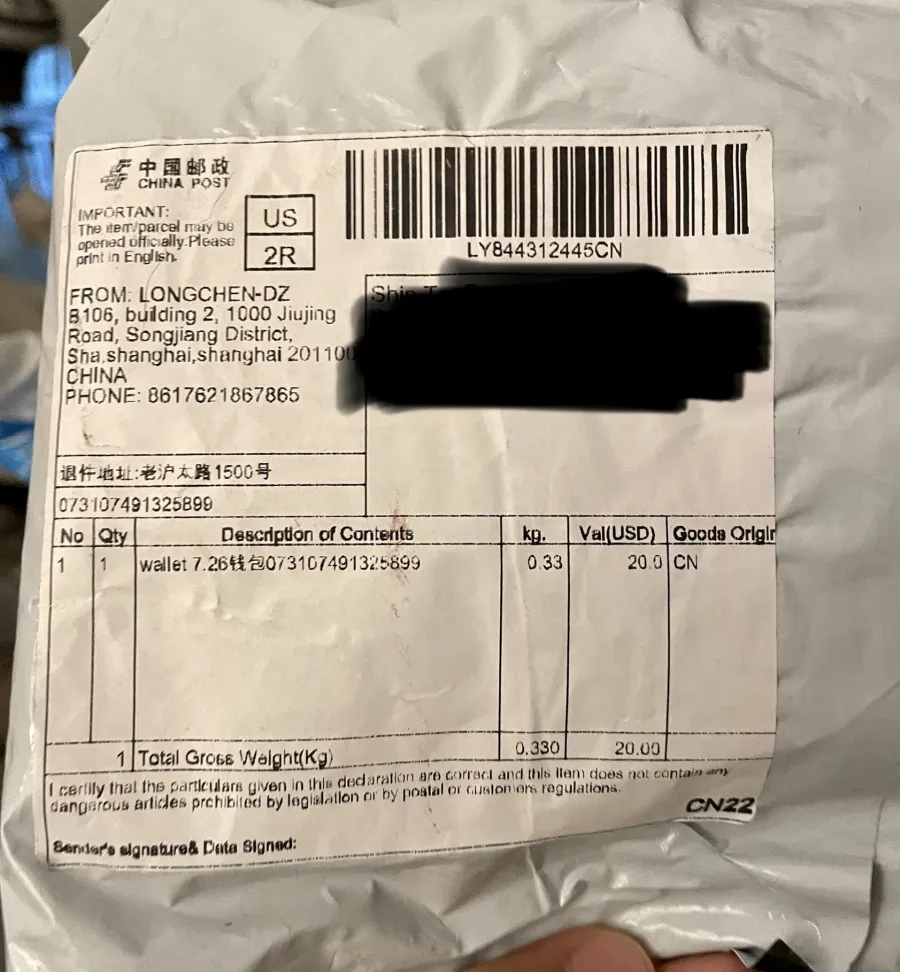 中国邮政
CHINA POST
IMPORTANT:
The item/parcel may be
opened officially.Please
print in English.
US
2R
LY844312445CN
FROM: LONGCHEN-DZ
B106, building 2, 1000 Jiujing
Road, Songjiang District,
Sha,shanghai,shanghai 201100
CHINA
PHONE: 8617621867865
Ship
退件地址:老沪太路1500号
073107491325899
No Qty Description of Contents kg. Val(USD) Goods Origin
1 1 wallet 7.26钱包073107491325899 0.33 20.0 CN
1 Total Gross Weight(Kg) 0.330 20.00
I certify that the particulars given in this declaration are correct and this item does not contain any
dangerous articles prohibited by legislation or by postal or customers regulations.
CN22
Sender's signature& Data Signed: